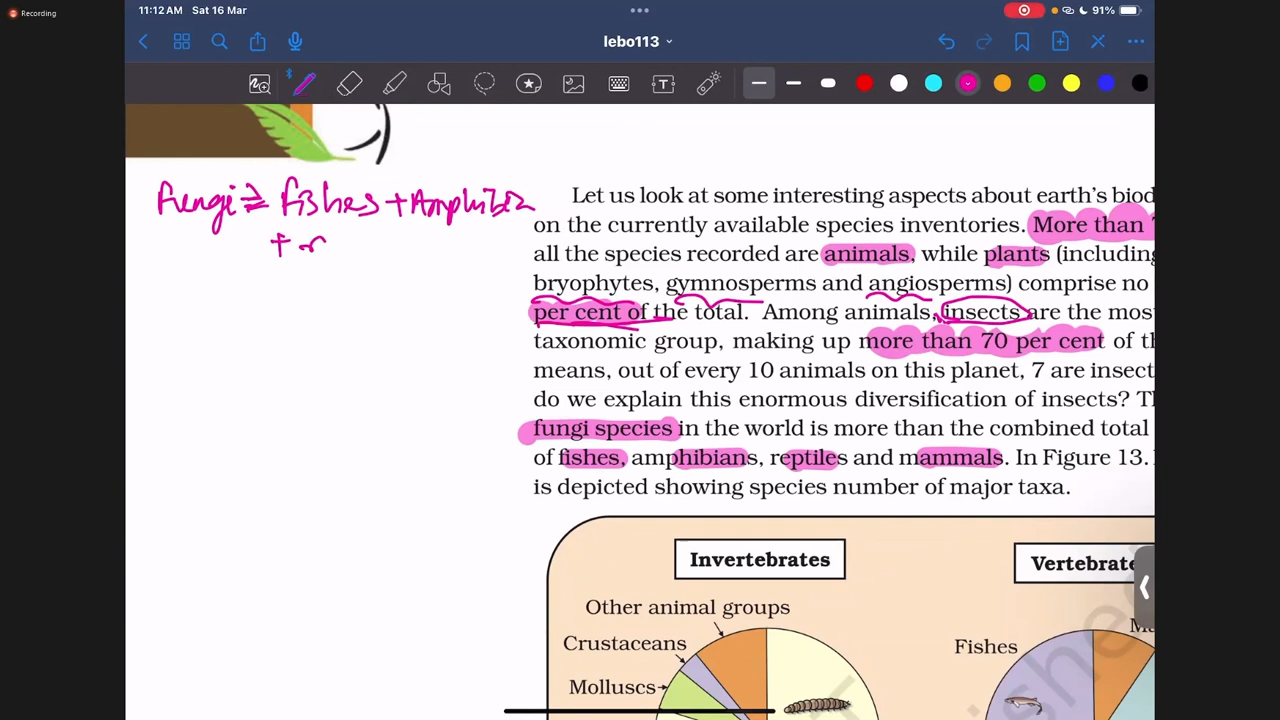 Recording
11:12 AM Sat 16 Mar
91%
lebo113
T
Fungi ≥ fishes + Amphibia
+ r
Let us look at some interesting aspects about earth's biod
on the currently available species inventories. More than
all the species recorded are animals, while plants (including
bryophytes, gymnosperms and angiosperms) comprise no
per cent of the total. Among animals, insects are the mos
taxonomic group, making up more than 70 per cent of th
means, out of every 10 animals on this planet, 7 are insect
do we explain this enormous diversification of insects? T
fungi species in the world is more than the combined total
of fishes, amphibians, reptiles and mammals. In Figure 13.
is depicted showing species number of major taxa.
Invertebrates
Vertebrate
Other animal groups
Crustaceans
Molluscs
Fishes
Ma